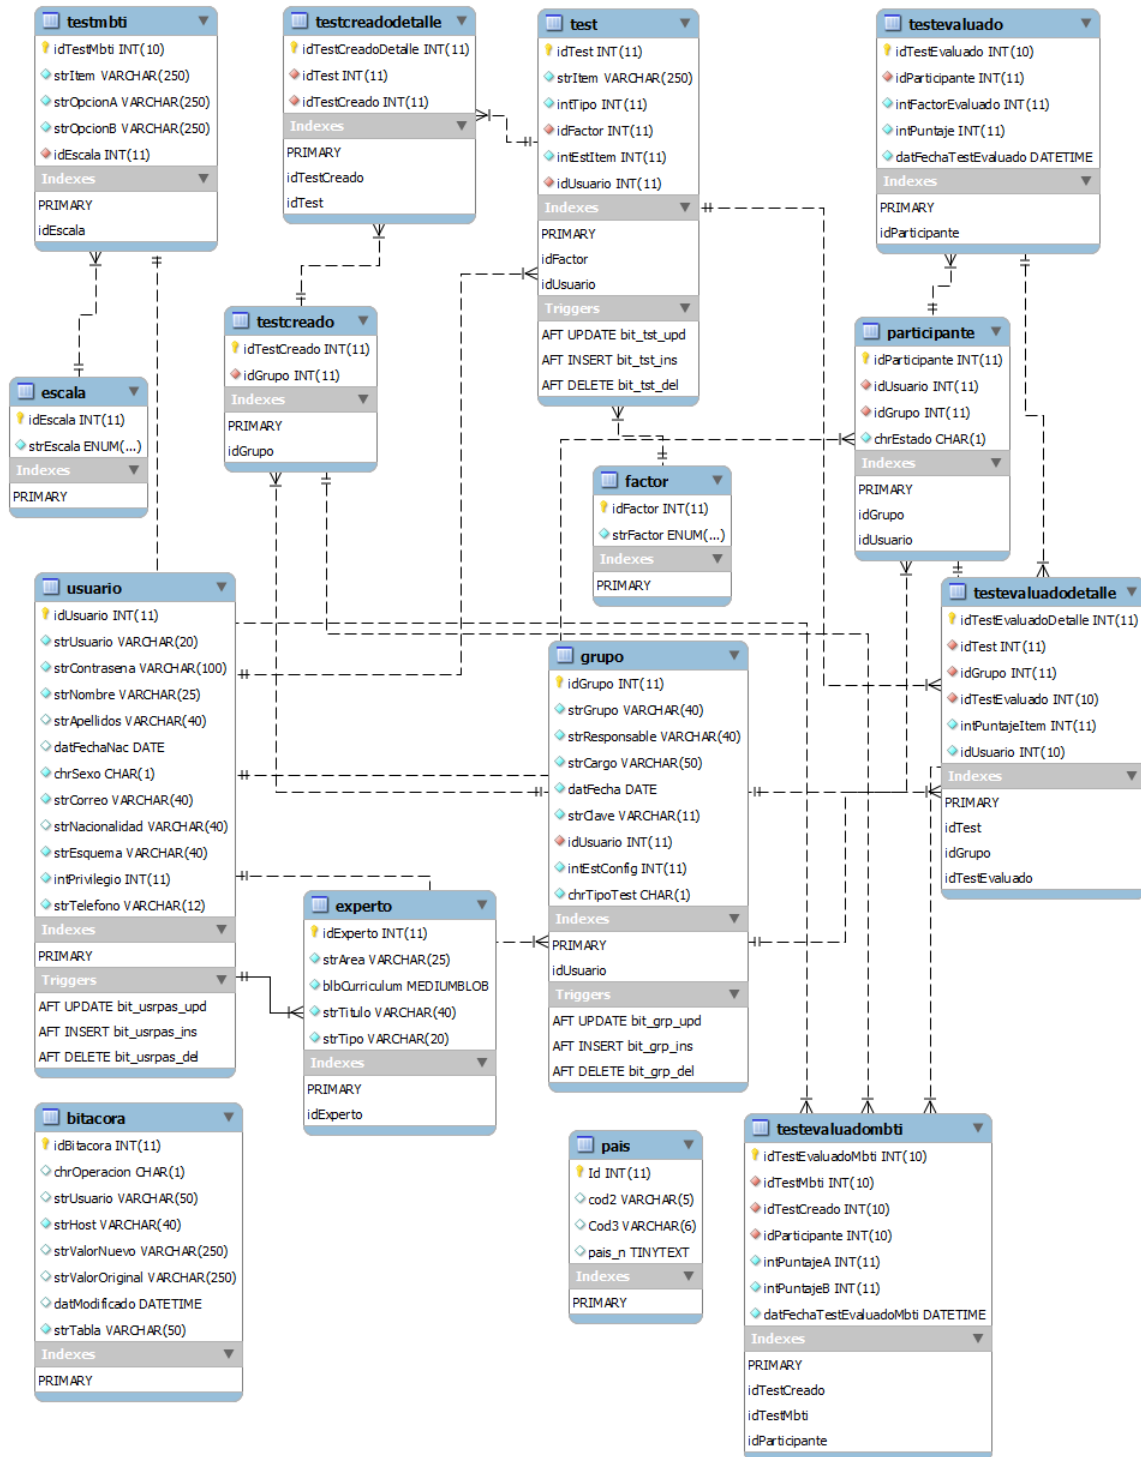 testmbti
idTestMbti INT(10)
strItem VARCHAR(250)
strOpcionA VARCHAR(250)
strOpcionB VARCHAR(250)
idEscala INT(11)
Indexes
PRIMARY
idEscala
testcreadodetalle
idTestCreadoDetalle INT(11)
idTest INT(11)
idTestCreado INT(11)
Indexes
PRIMARY
idTestCreado
idTest
test
idTest INT(11)
strItem VARCHAR(250)
intTipo INT(11)
idFactor INT(11)
intEstItem INT(11)
idUsuario INT(11)
Indexes
PRIMARY
idFactor
idUsuario
Triggers
AFT UPDATE bit_tst_upd
AFT INSERT bit_tst_ins
AFT DELETE bit_tst_del
testevaluado
idTestEvaluado INT(10)
idParticipante INT(11)
intFactorEvaluado INT(11)
intPuntaje INT(11)
datFechaTestEvaluado DATETIME
Indexes
PRIMARY
idParticipante
testcreado
idTestCreado INT(11)
idGrupo INT(11)
Indexes
PRIMARY
idGrupo
participante
idParticipante INT(11)
idUsuario INT(11)
idGrupo INT(11)
chrEstado CHAR(1)
Indexes
PRIMARY
idGrupo
idUsuario
escala
idEscala INT(11)
strEscala ENUM(...)
Indexes
PRIMARY
factor
idFactor INT(11)
strFactor ENUM(...)
Indexes
PRIMARY
usuario
idUsuario INT(11)
strUsuario VARCHAR(20)
strContrasena VARCHAR(100)
strNombre VARCHAR(25)
strApellidos VARCHAR(40)
datFechaNac DATE
chrSexo CHAR(1)
strCorreo VARCHAR(40)
strNacionalidad VARCHAR(40)
strEsquema VARCHAR(40)
intPrivilegio INT(11)
strTelefono VARCHAR(12)
Indexes
PRIMARY
Triggers
AFT UPDATE bit_usrpas_upd
AFT INSERT bit_usrpas_ins
AFT DELETE bit_usrpas_del
testevaluadodetalle
idTestEvaluadoDetalle INT(11)
idTest INT(11)
idGrupo INT(11)
idTestEvaluado INT(10)
intPuntajeItem INT(11)
idUsuario INT(10)
Indexes
PRIMARY
idTest
idGrupo
idTestEvaluado
grupo
idGrupo INT(11)
strGrupo VARCHAR(40)
strResponsable VARCHAR(40)
strCargo VARCHAR(50)
datFecha DATE
strClave VARCHAR(11)
idUsuario INT(11)
intEstConfig INT(11)
chrTipoTest CHAR(1)
Indexes
PRIMARY
idUsuario
Triggers
AFT UPDATE bit_grp_upd
AFT INSERT bit_grp_ins
AFT DELETE bit_grp_del
experto
idExperto INT(11)
strArea VARCHAR(25)
blbCurriculum MEDIUMBLOB
strTitulo VARCHAR(40)
strTipo VARCHAR(20)
Indexes
PRIMARY
idExperto
bitacora
idBitacora INT(11)
chrOperacion CHAR(1)
strUsuario VARCHAR(50)
strHost VARCHAR(40)
strValorNuevo VARCHAR(250)
strValorOriginal VARCHAR(250)
datModificado DATETIME
strTabla VARCHAR(50)
Indexes
PRIMARY
pais
Id INT(11)
cod2 VARCHAR(5)
Cod3 VARCHAR(6)
pais_n TINYTEXT
Indexes
PRIMARY
testevaluadombti
idTestEvaluadoMbti INT(10)
idTestMbti INT(10)
idTestCreado INT(10)
idParticipante INT(10)
intPuntajeA INT(11)
intPuntajeB INT(11)
datFechaTestEvaluadoMbti DATETIME
Indexes
PRIMARY
idTestCreado
idTestMbti
idParticipante